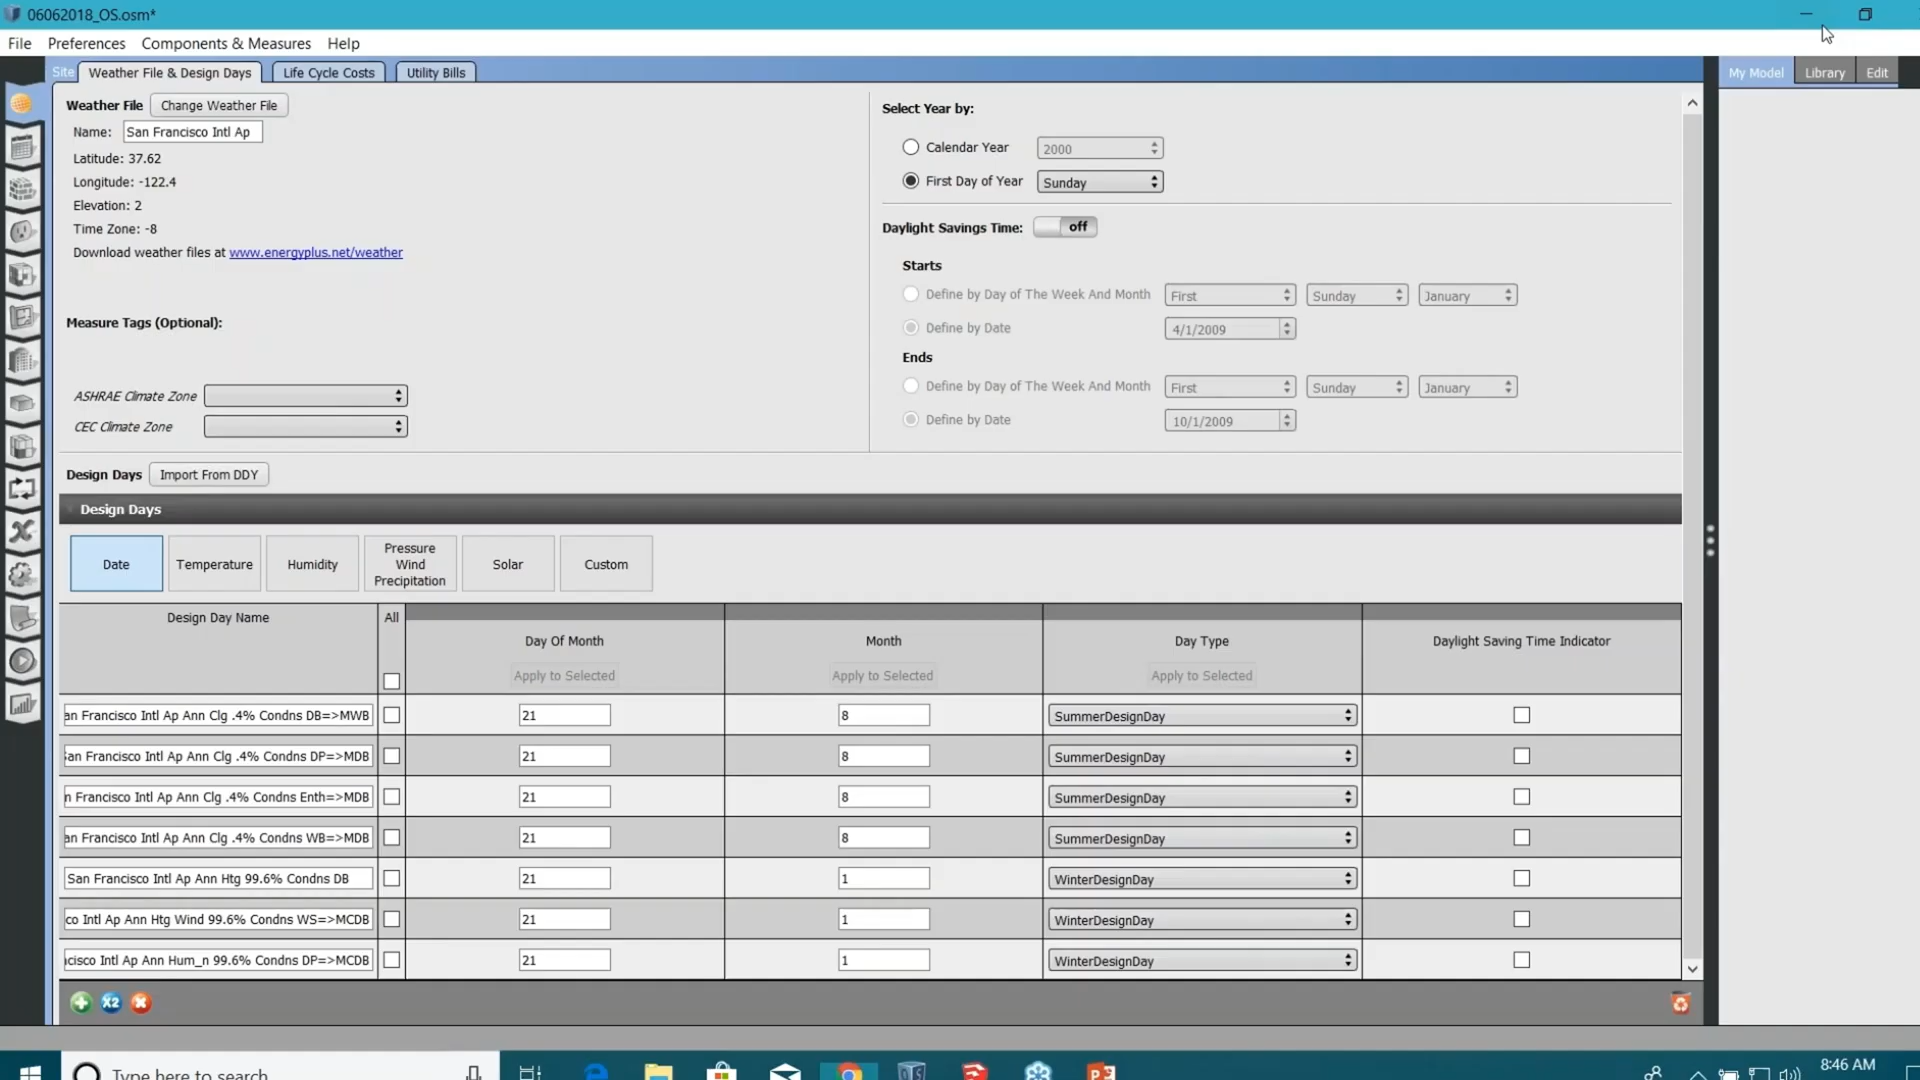 06062018_OS.osm*
File Preferences Components & Measures Help
Site Weather File & Design Days Life Cycle Costs Utility Bills
My Model Library Edit
Weather File Change Weather File
Name: San Francisco Intl Ap
Latitude: 37.62
Longitude: -122.4
Elevation: 2
Time Zone: -8
Download weather files at www.energyplus.net/weather
Measure Tags (Optional):
ASHRAE Climate Zone
CEC Climate Zone
Select Year by:
Calendar Year 2000
First Day of Year Sunday
Daylight Savings Time: off
Starts
Define by Day of The Week And Month First Sunday January
Define by Date 4/1/2009
Ends
Define by Day of The Week And Month First Sunday January
Define by Date 10/1/2009
Design Days Import From DDY
Design Days
Date Temperature Humidity Pressure Wind Precipitation Solar Custom
Design Day Name All Day Of Month Month Day Type Daylight Saving Time Indicator
Apply to Selected Apply to Selected Apply to Selected
an Francisco Intl Ap Ann Clg .4% Condns DB=>MWB 21 8 SummerDesignDay
San Francisco Intl Ap Ann Clg .4% Condns DP=>MDB 21 8 SummerDesignDay
n Francisco Intl Ap Ann Clg .4% Condns Enth=>MDB 21 8 SummerDesignDay
an Francisco Intl Ap Ann Clg .4% Condns WB=>MDB 21 8 SummerDesignDay
San Francisco Intl Ap Ann Htg 99.6% Condns DB 21 1 WinterDesignDay
co Intl Ap Ann Htg Wind 99.6% Condns WS=>MCDB 21 1 WinterDesignDay
cisco Intl Ap Ann Hum_n 99.6% Condns DP=>MCDB 21 1 WinterDesignDay
X2
Type here to search
8:46 AM